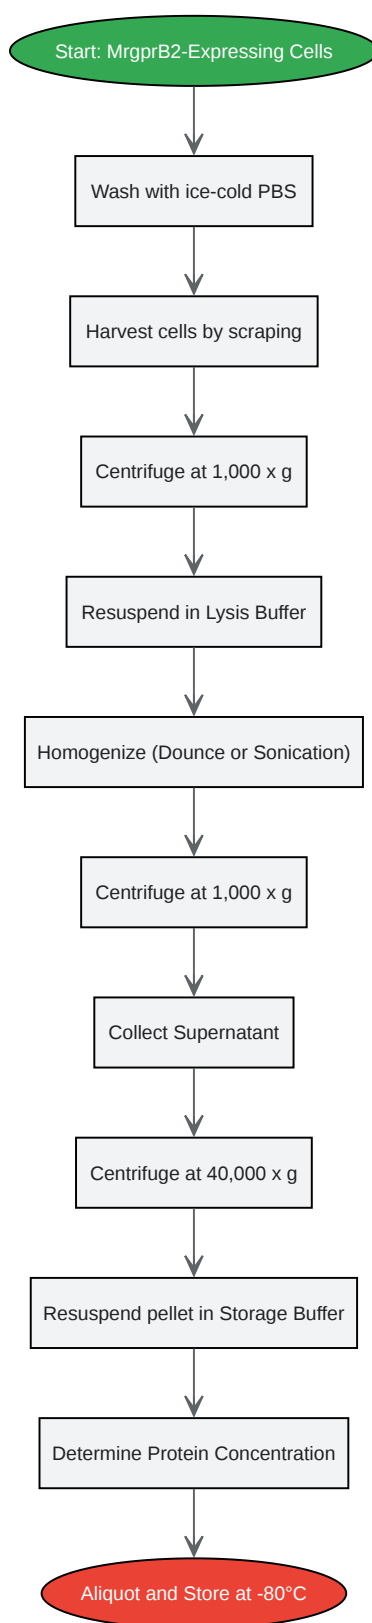 Start: MrgprB2-Expressing Cells
Wash with ice-cold PBS
Harvest cells by scraping
Centrifuge at 1,000 x g
Resuspend in Lysis Buffer
Homogenize (Dounce or Sonication)
Centrifuge at 1,000 x g
Collect Supernatant
Centrifuge at 40,000 x g
Resuspend pellet in Storage Buffer
Determine Protein Concentration
Aliquot and Store at -80°C